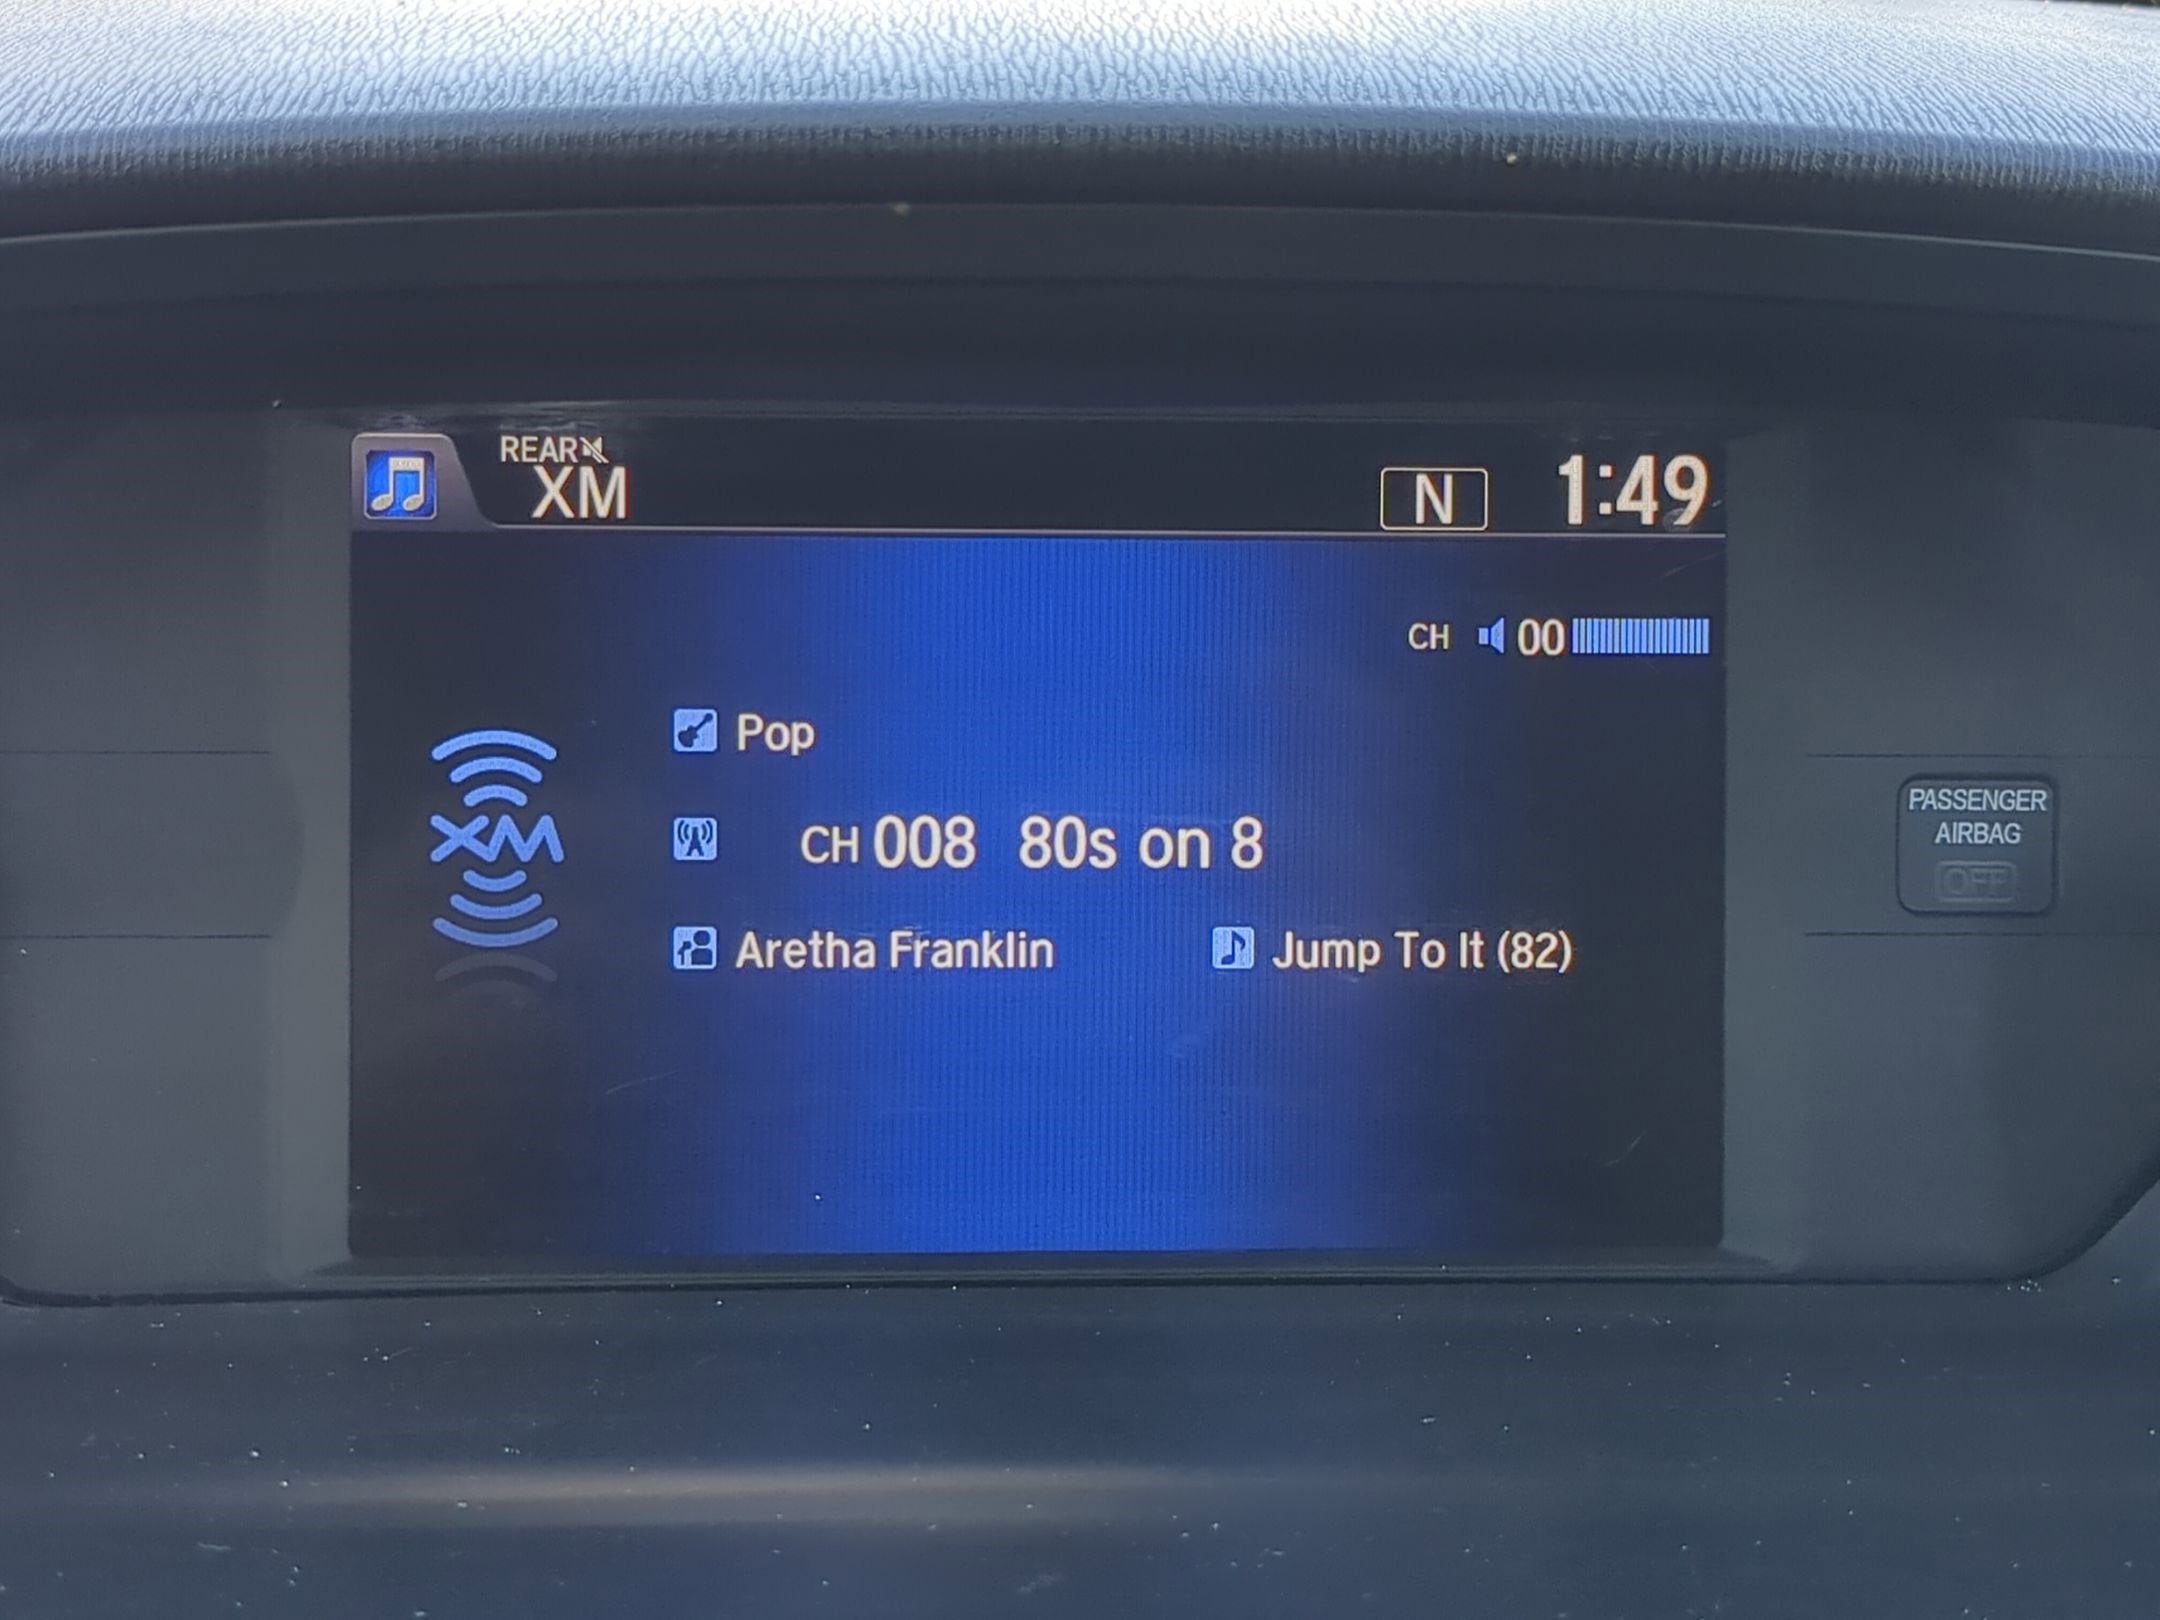 REAR
XM
N 1:49
CH 00
Pop
XM
CH 008 80s on 8
PASSENGER
AIRBAG
OFF
Aretha Franklin Jump To It (82)